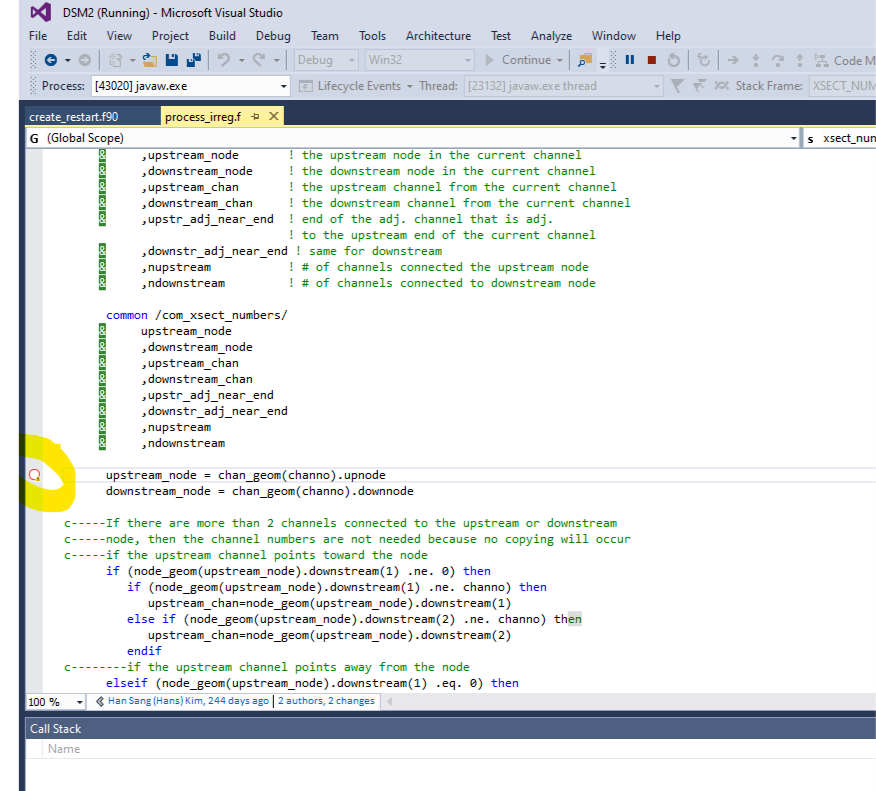 DSM2 (Running) - Microsoft Visual Studio
File Edit View Project Build Debug Team Tools Architecture Test Analyze Window Help
Debug Win32 Continue Code M
Process: [43020] javaw.exe Lifecycle Events Thread: [23132] javaw.exe thread Stack Frame: XSECT_NUM
create_restart.f90 process_irreg.f
G (Global Scope) s xsect_num
& ,upstream_node ! the upstream node in the current channel
& ,downstream_node ! the downstream node in the current channel
& ,upstream_chan ! the upstream channel from the current channel
& ,downstream_chan ! the downstream channel from the current channel
& ,upstr_adj_near_end ! end of the adj. channel that is adj.
! to the upstream end of the current channel
& ,downstr_adj_near_end ! same for downstream
& ,nupstream ! # of channels connected the upstream node
& ,ndownstream ! # of channels connected to downstream node
common /com_xsect_numbers/
& upstream_node
& ,downstream_node
& ,upstream_chan
& ,downstream_chan
& ,upstr_adj_near_end
& ,downstr_adj_near_end
& ,nupstream
& ,ndownstream
upstream_node = chan_geom(channo).upnode
downstream_node = chan_geom(channo).downnode
c-----If there are more than 2 channels connected to the upstream or downstream
c-----node, then the channel numbers are not needed because no copying will occur
c-----if the upstream channel points toward the node
if (node_geom(upstream_node).downstream(1) .ne. 0) then
if (node_geom(upstream_node).downstream(1) .ne. channo) then
upstream_chan=node_geom(upstream_node).downstream(1)
else if (node_geom(upstream_node).downstream(2) .ne. channo) then
upstream_chan=node_geom(upstream_node).downstream(2)
endif
c--------if the upstream channel points away from the node
elseif (node_geom(upstream_node).downstream(1) .eq. 0) then
100 % Han Sang (Hans) Kim, 244 days ago | 2 authors, 2 changes
Call Stack
Name